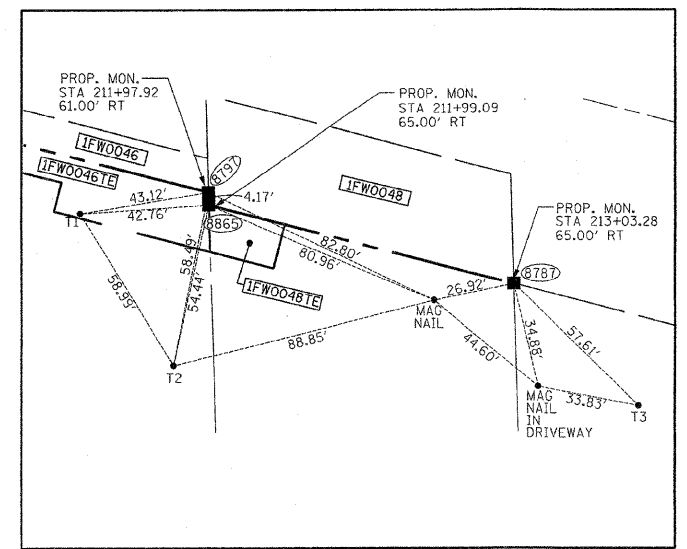 PROP. MON.
STA 211+97.92
61.00' RT
PROP. MON.
STA 211+99.09
65.00' RT
1FW0046
8797
1FW0046TE
1FW0048
43.12'
4.17'
42.76'
T1
8865
PROP. MON.
STA 213+03.28
65.00' RT
82.80'
80.96'
58.49'
54.44'
58.99'
8787
1FW0048TE
26.92'
MAG
NAIL
88.85'
34.88'
57.61'
44.60'
T2
MAG
NAIL
IN
DRIVEWAY
33.83'
T3